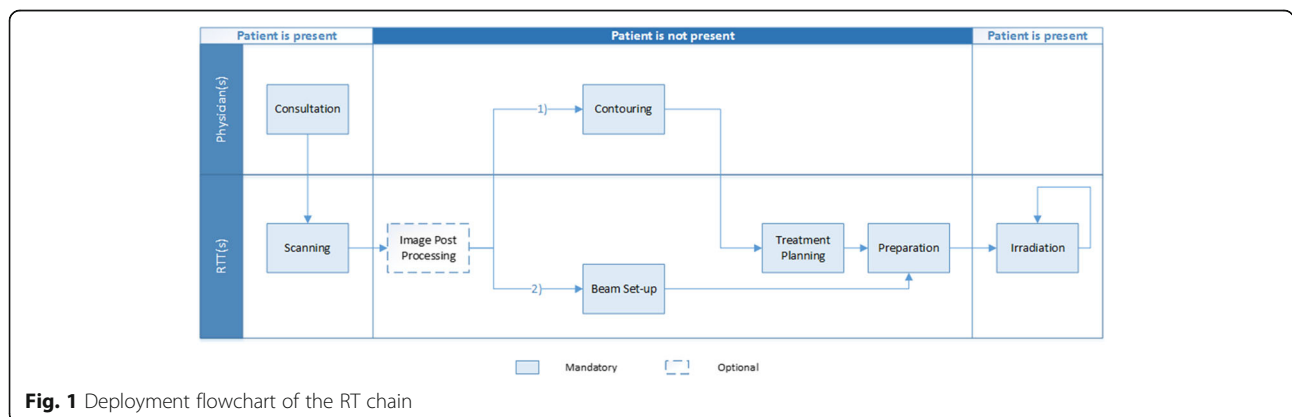 Patient is present
Patient is not present
Patient is present
Physidan(s)
Consultation
1)
Contouring
RTT(s)
Scanning
Image Post
Processing
Treatment
Planning
Preparation
Irradiation
2)
Beam Set-up
Mandatory
Optional
Fig. 1 Deployment flowchart of the RT chain